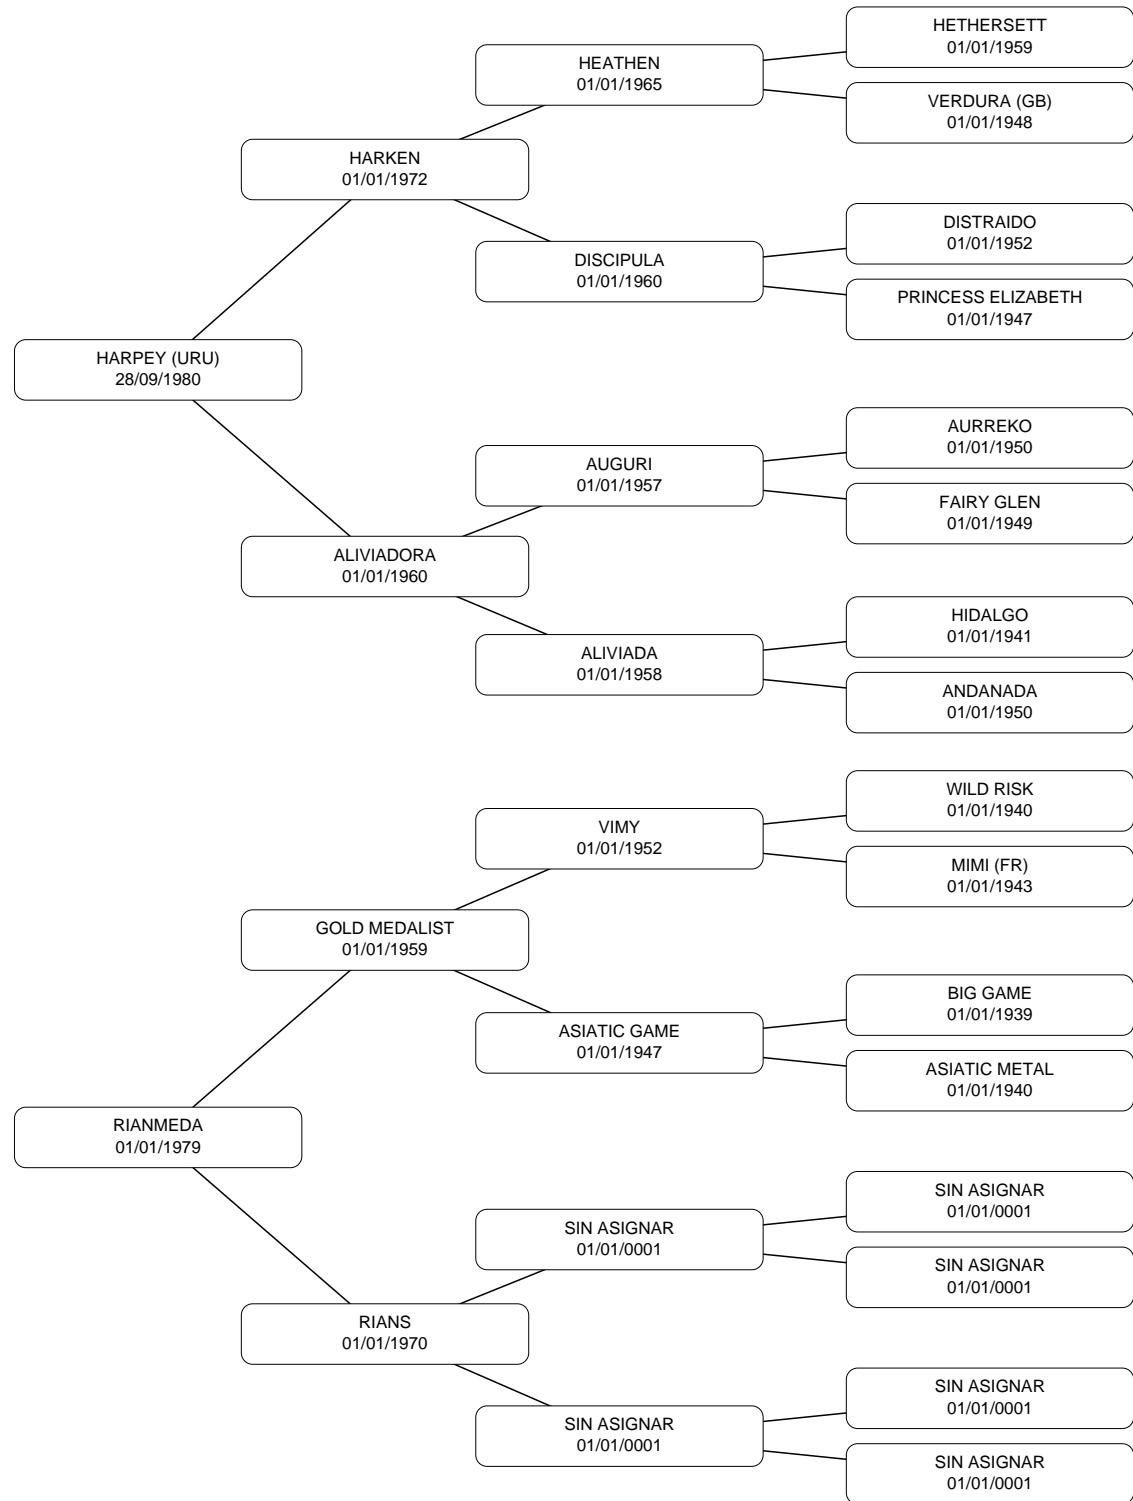 HETHERSETT
01/01/1959
HEATHEN
01/01/1965
VERDURA (GB)
01/01/1948
HARKEN
01/01/1972
DISTRAIDO
01/01/1952
DISCIPULA
01/01/1960
PRINCESS ELIZABETH
01/01/1947
HARPEY (URU)
28/09/1980
AURREKO
01/01/1950
AUGURI
01/01/1957
FAIRY GLEN
01/01/1949
ALIVIADORA
01/01/1960
HIDALGO
01/01/1941
ALIVIADA
01/01/1958
ANDANADA
01/01/1950
WILD RISK
01/01/1940
VIMY
01/01/1952
MIMI (FR)
01/01/1943
GOLD MEDALIST
01/01/1959
BIG GAME
01/01/1939
ASIATIC GAME
01/01/1947
ASIATIC METAL
01/01/1940
RIANMEDA
01/01/1979
SIN ASIGNAR
01/01/0001
SIN ASIGNAR
01/01/0001
SIN ASIGNAR
01/01/0001
RIANS
01/01/1970
SIN ASIGNAR
01/01/0001
SIN ASIGNAR
01/01/0001
SIN ASIGNAR
01/01/0001